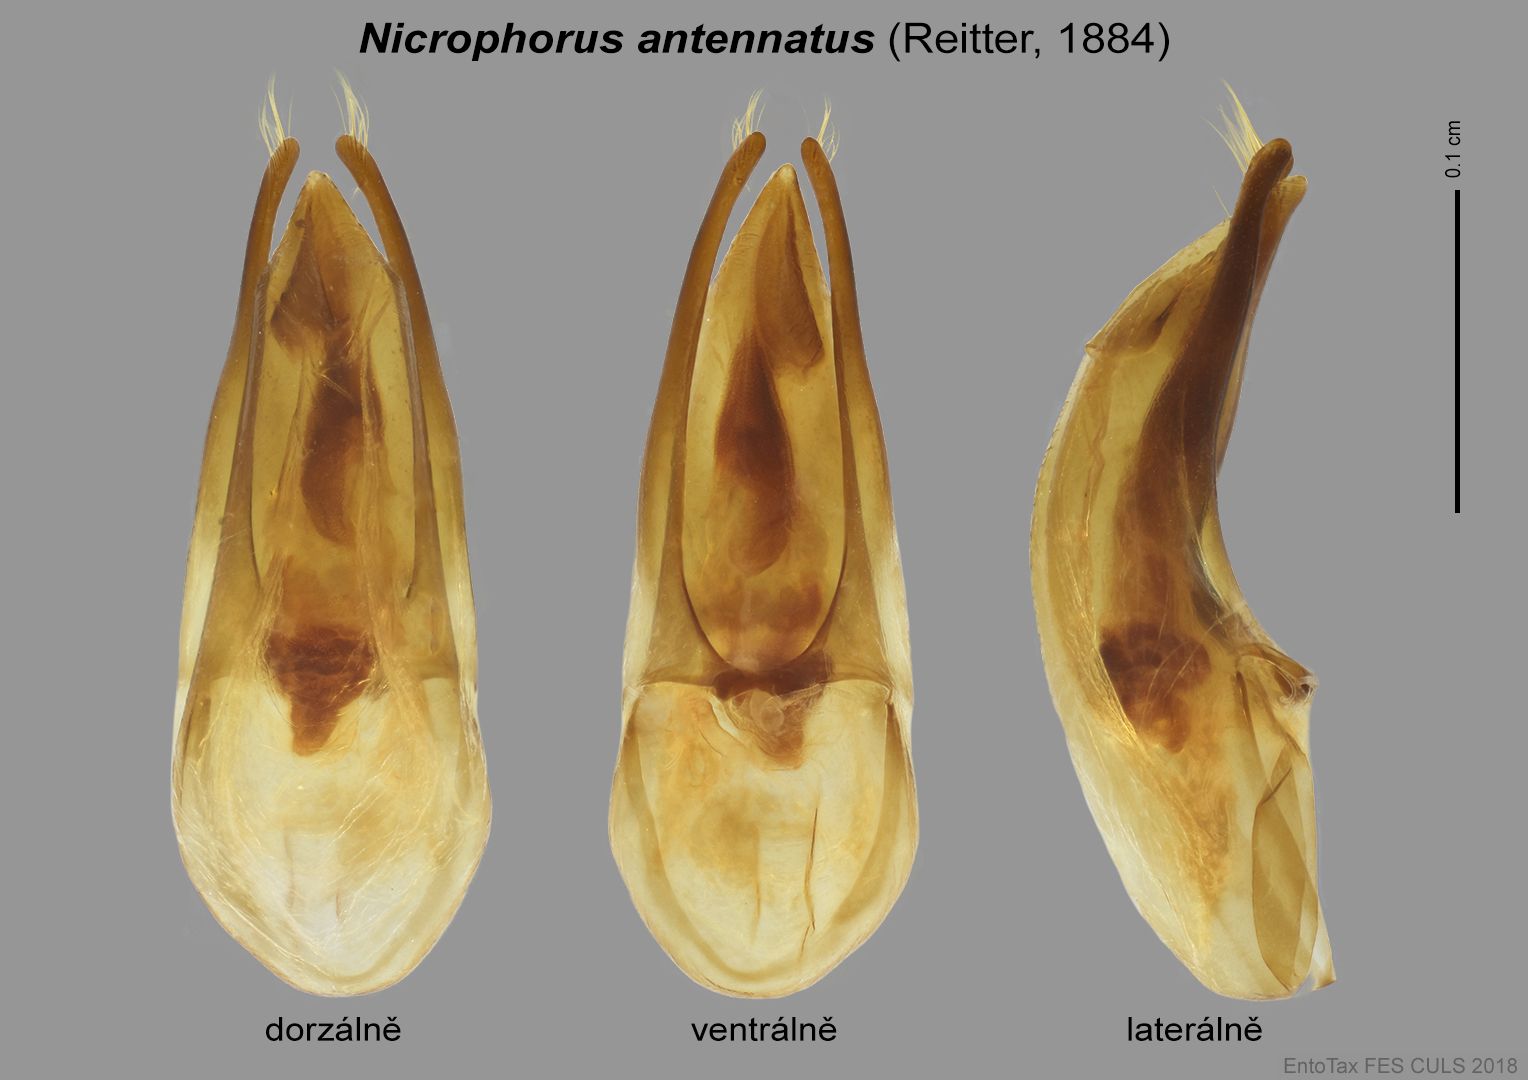 Nicrophorus antennatus (Reitter, 1884)
0.1 cm
dorzálně
ventrálně
laterálně
EntoTax FES CULS 2018